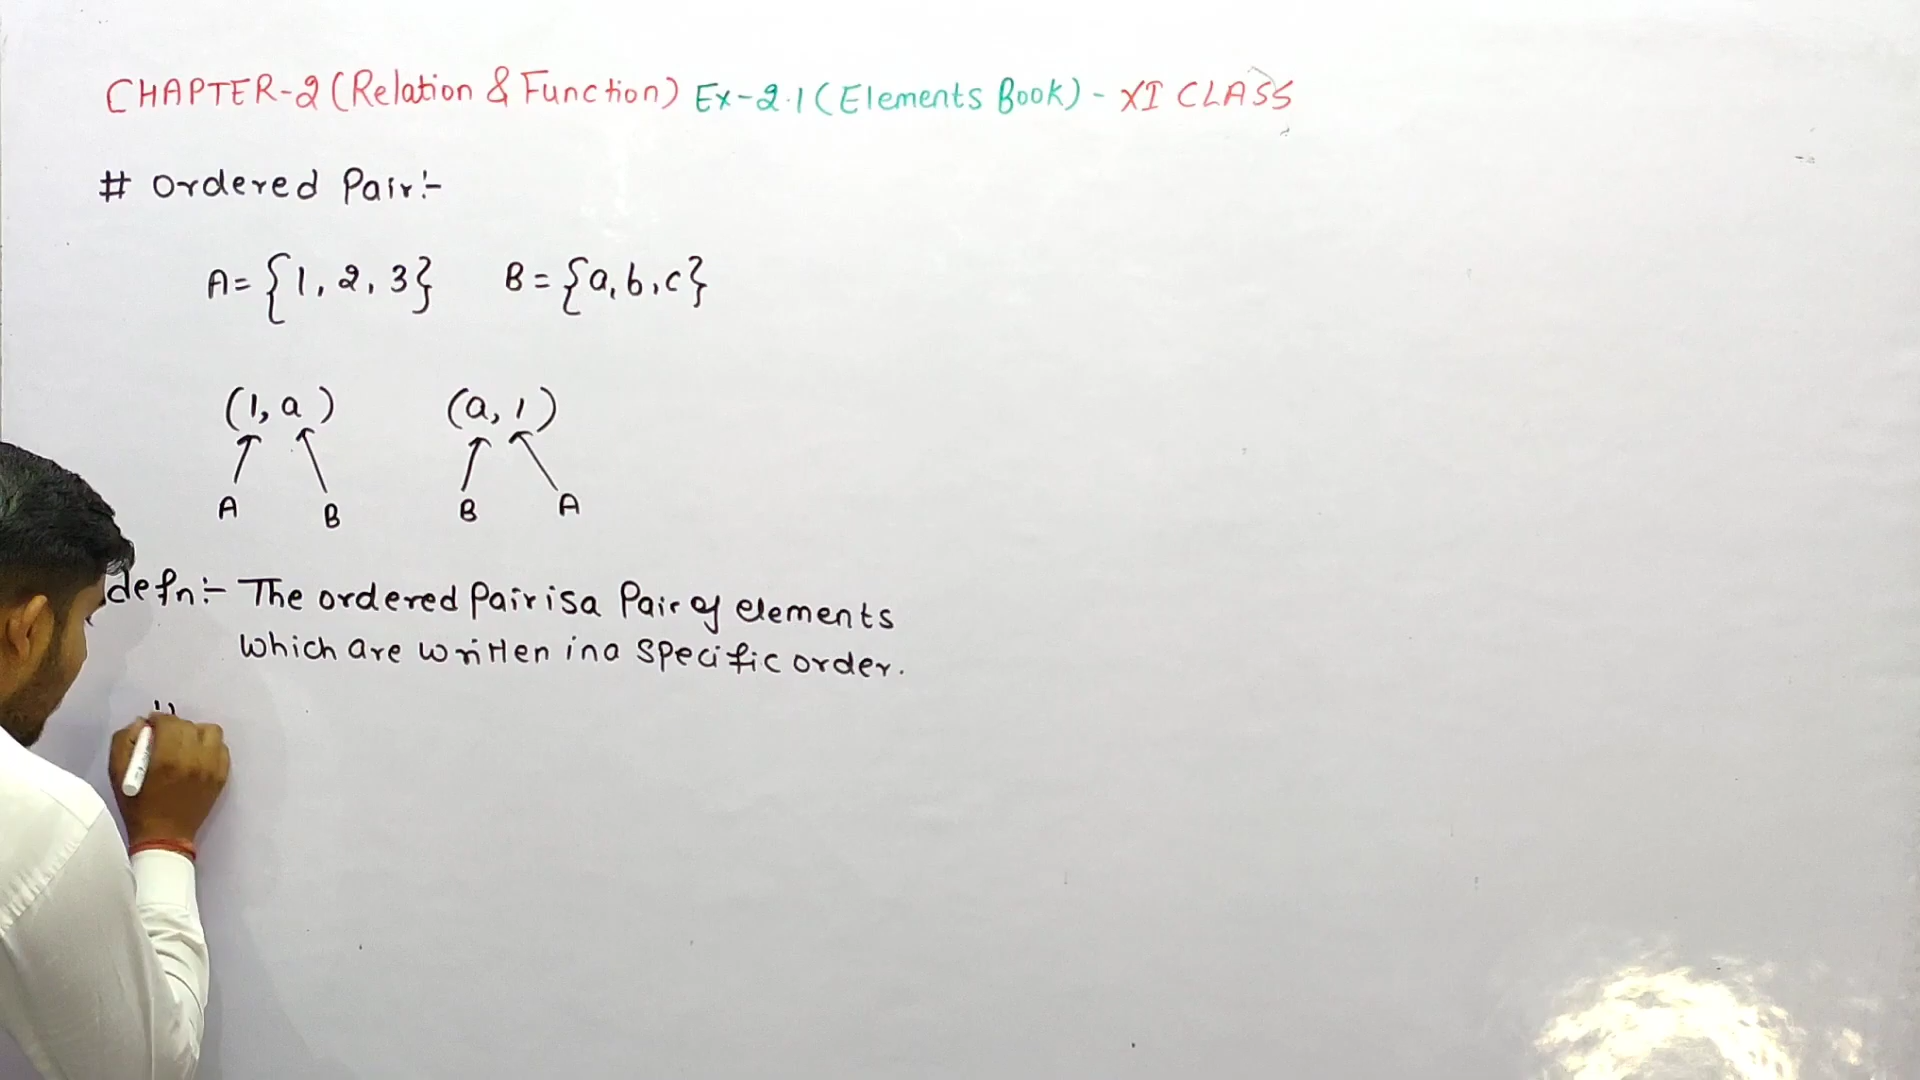 CHAPTER-2 (Relation & Function) Ex-2.1 (Elements Book) - XI CLASS
# Ordered Pair:-
A = {1, 2, 3} B = {a, b, c}
(1, a) (a, 1)
A B B A
defn:- The ordered Pair is a Pair of elements
which are written in a specific order.